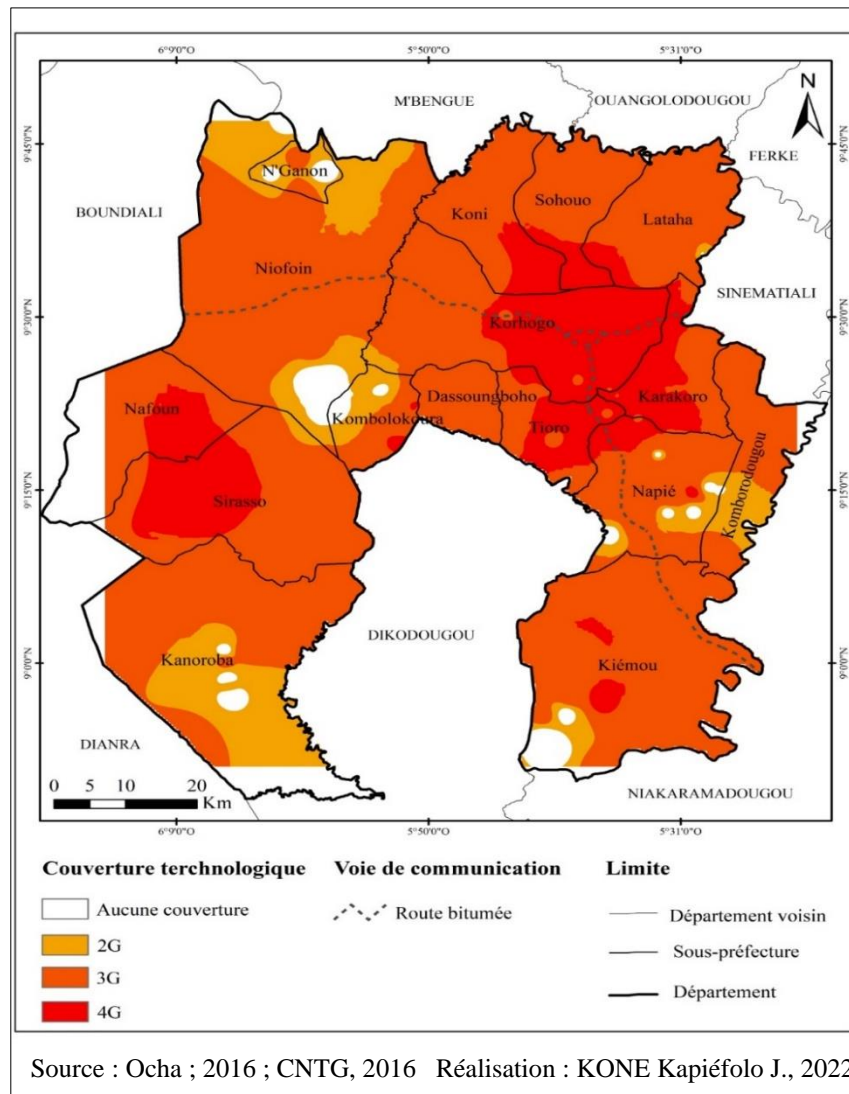 6°9'0"O 5°50'0"O 5°31'0"O
N
M'BENGUE
OUANGOLODOUGOU
FERKE
9°45'0"N 9°45'0"N
N'Ganon
BOUNDIALI
Koni
Sohouo
Lataha
Niofoin
SINEMATIALI
9°30'0"N 9°30'0"N
Korhogo
Nafoun
Kombolokoura
Dassoungboho
Tioro
Karakoro
Komborodougou
Sirasso
Napié
9°15'0"N 9°15'0"N
DIKODOUGOU
Kanoroba
Kiémou
9°0'0"N 9°0'0"N
DIANRA
0 5 10 20
Km
NIAKARAMADOUGOU
6°9'0"O 5°50'0"O 5°31'0"O
Couverture terchnologique
Aucune couverture
2G
3G
4G
Voie de communication
Route bitumée
Limite
Département voisin
Sous-préfecture
Département
Source : Ocha ; 2016 ; CNTG, 2016 Réalisation : KONE Kapiéfolo J., 2022